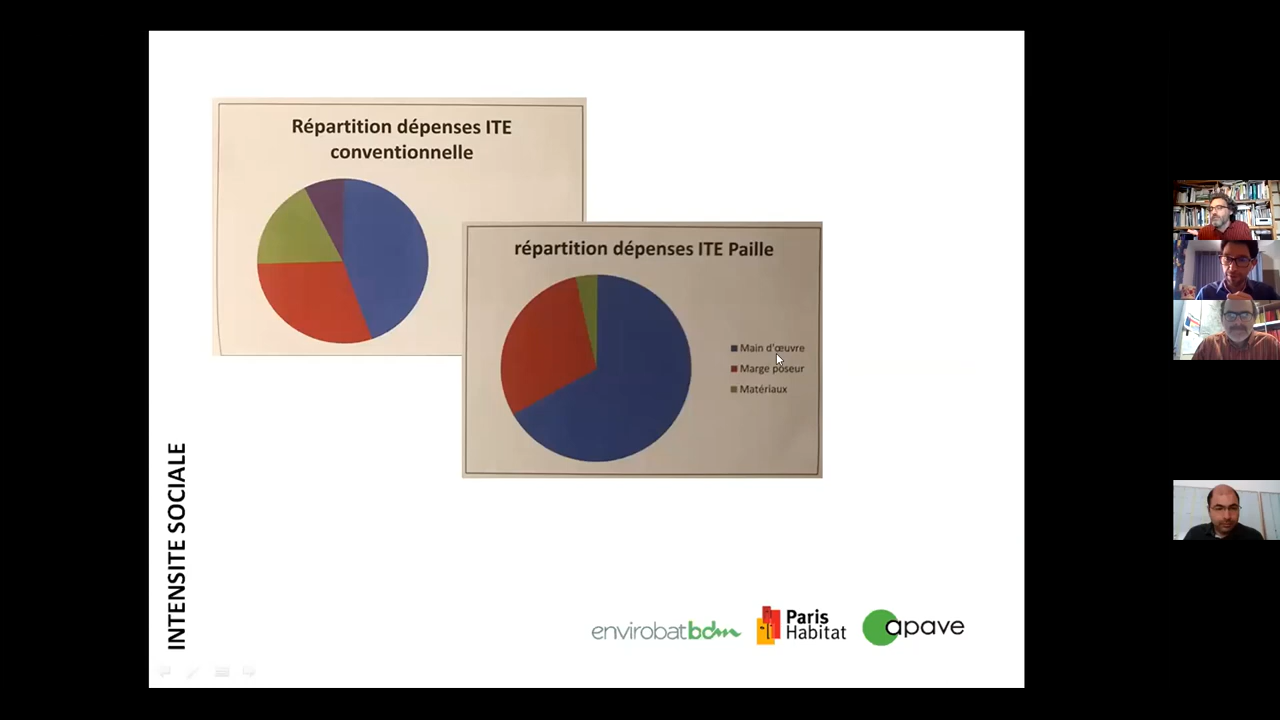 Répartition dépenses ITE
conventionnelle
répartition dépenses ITE Paille
Main d'œuvre
Marge poseur
Matériaux
INTENSITE SOCIALE
envirobatbdm
Paris
Habitat
apave